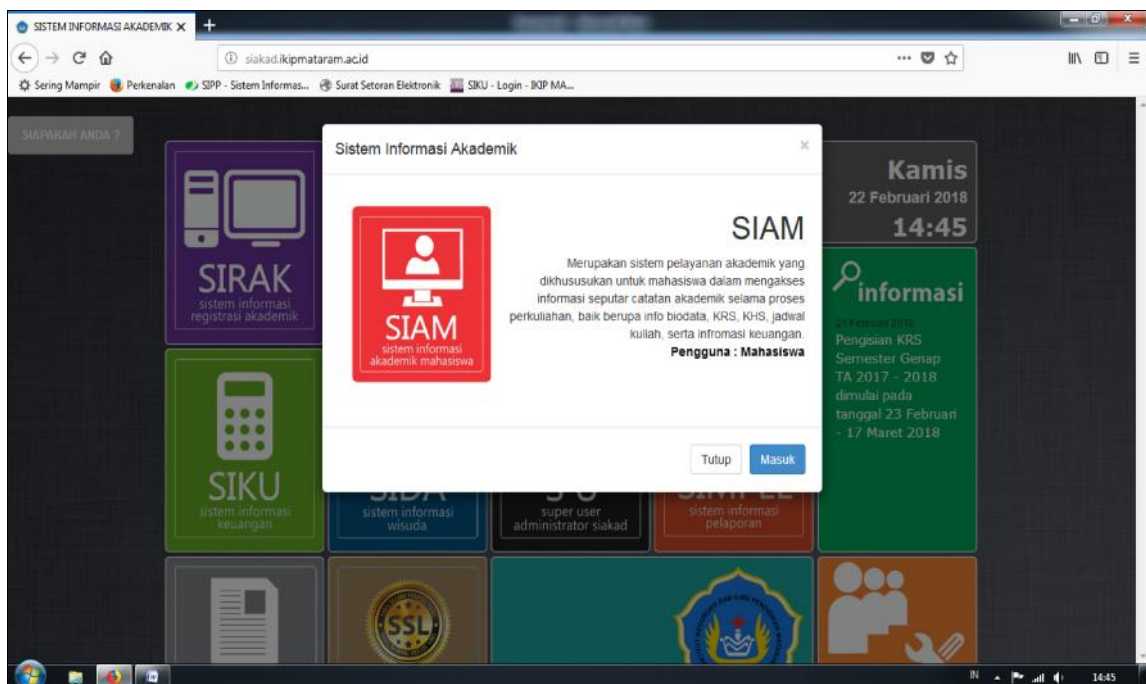 SISTEM INFORMASI AKADEMIK
siakad.ikipmataram.ac.id
Sering Mampir Perkenalan SIPP - Sistem Informas... Surat Setoran Elektronik SIKU - Login - IKIP MA...
SIAPAKAH ANDA ?
SIRAK
sistem informasi
registrasi akademik
SIKU
sistem informasi
keuangan
Sistem Informasi Akademik
×
SIAM
sistem informasi
akademik mahasiswa
SIAM
Merupakan sistem pelayanan akademik yang
dikhususukan untuk mahasiswa dalam mengakses
informasi seputar catatan akademik selama proses
perkuliahan, baik berupa info biodata, KRS, KHS, jadwal
kuliah, serta infromasi keuangan.
Pengguna : Mahasiswa
Tutup
Masuk
sistem informasi
wisuda
super user
administrator siakad
sistem informasi
pelaporan
Kamis
22 Februari 2018
14:45
informasi
21 Februari 2018
Pengisian KRS
Semester Genap
TA 2017 - 2018
dimulai pada
tanggal 23 Februari
- 17 Maret 2018
SSL
IN
14:45